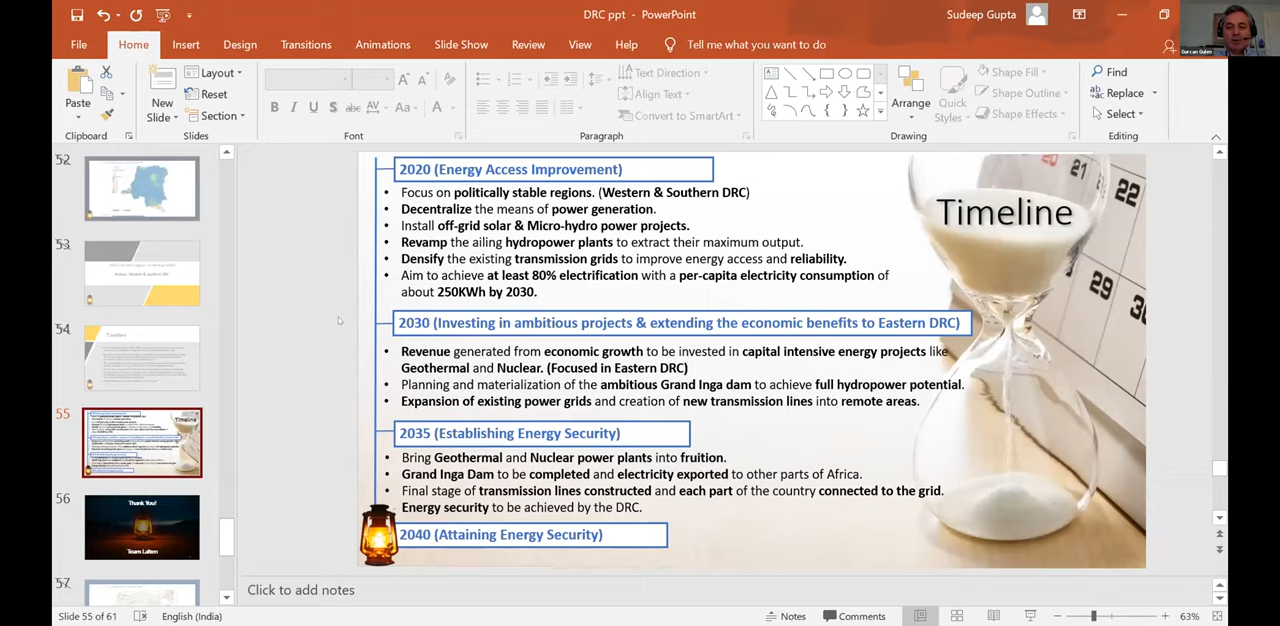 DRC ppt - PowerPoint
Sudeep Gupta
Gurcan Gulen
File Home Insert Design Transitions Animations Slide Show Review View Help Tell me what you want to do
Paste
Clipboard
New
Slide
Layout
Reset
Section
Slides
B I U S abc AV Aa A
Font
Text Direction
Align Text
Convert to SmartArt
Paragraph
Arrange
Quick
Styles
Shape Fill
Shape Outline
Shape Effects
Drawing
Find
Replace
Select
Editing
52
53
54
Timeline
55
56
Thank You!
Team Lalten
57
Timeline
20 21
22
29
30
2020 (Energy Access Improvement)
• Focus on politically stable regions. (Western & Southern DRC)
• Decentralize the means of power generation.
• Install off-grid solar & Micro-hydro power projects.
• Revamp the ailing hydropower plants to extract their maximum output.
• Densify the existing transmission grids to improve energy access and reliability.
• Aim to achieve at least 80% electrification with a per-capita electricity consumption of
about 250KWh by 2030.
2030 (Investing in ambitious projects & extending the economic benefits to Eastern DRC)
• Revenue generated from economic growth to be invested in capital intensive energy projects like
Geothermal and Nuclear. (Focused in Eastern DRC)
• Planning and materialization of the ambitious Grand Inga dam to achieve full hydropower potential.
• Expansion of existing power grids and creation of new transmission lines into remote areas.
2035 (Establishing Energy Security)
• Bring Geothermal and Nuclear power plants into fruition.
• Grand Inga Dam to be completed and electricity exported to other parts of Africa.
• Final stage of transmission lines constructed and each part of the country connected to the grid.
Energy security to be achieved by the DRC.
2040 (Attaining Energy Security)
Click to add notes
Slide 55 of 61 English (India) Notes Comments 63%